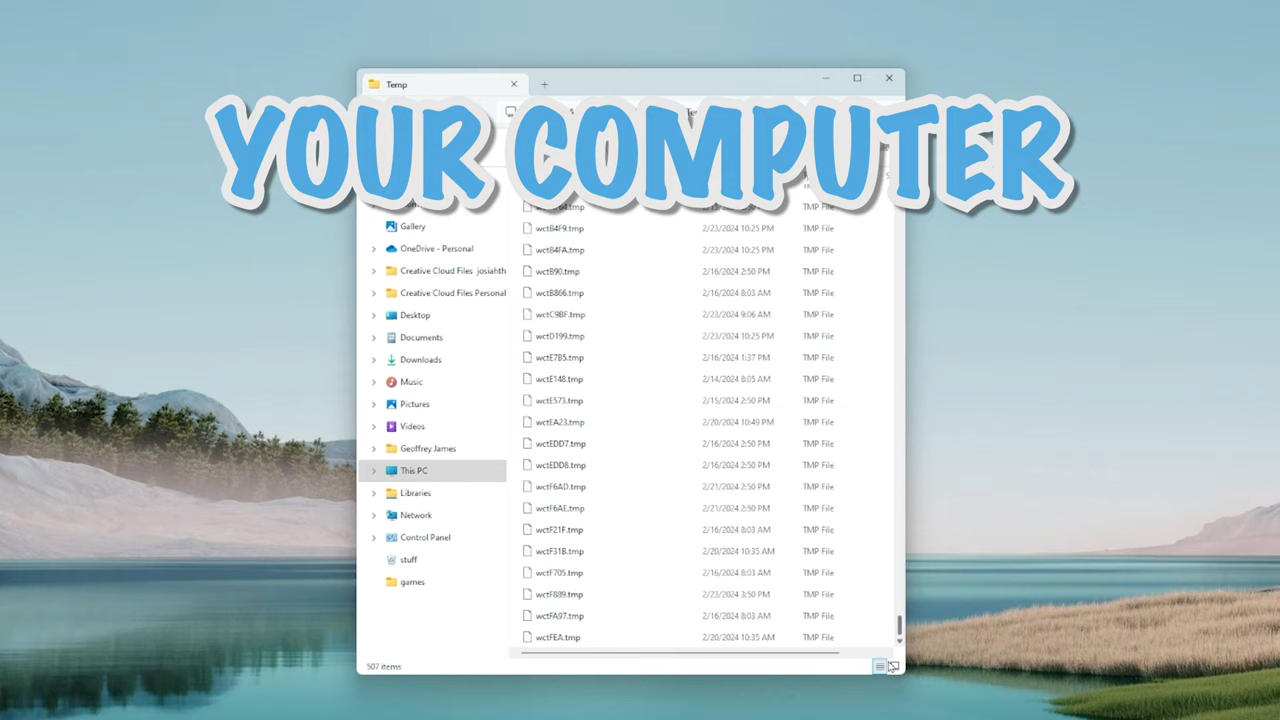 Temp
YOUR COMPUTER
Gallery
wctB4F9.tmp 2/23/2024 10:25 PM TMP File
OneDrive - Personal
wctB4FA.tmp 2/23/2024 10:25 PM TMP File
Creative Cloud Files josiahth
wctB90.tmp 2/16/2024 2:50 PM TMP File
Creative Cloud Files Personal
wctB866.tmp 2/16/2024 8:03 AM TMP File
Desktop
wctC9BF.tmp 2/23/2024 9:06 AM TMP File
Documents
wctD199.tmp 2/23/2024 10:25 PM TMP File
Downloads
wctE7B5.tmp 2/16/2024 1:37 PM TMP File
Music
wctE148.tmp 2/14/2024 8:05 AM TMP File
Pictures
wctE573.tmp 2/15/2024 2:50 PM TMP File
Videos
wctEA23.tmp 2/20/2024 10:49 PM TMP File
Geoffrey James
wctEDD7.tmp 2/16/2024 2:50 PM TMP File
This PC
wctEDD8.tmp 2/16/2024 2:50 PM TMP File
Libraries
wctF6AD.tmp 2/21/2024 2:50 PM TMP File
Network
wctF6AE.tmp 2/21/2024 2:50 PM TMP File
Control Panel
wctF21F.tmp 2/16/2024 8:03 AM TMP File
stuff
wctF31B.tmp 2/20/2024 10:35 AM TMP File
games
wctF705.tmp 2/16/2024 8:03 AM TMP File
wctF889.tmp 2/23/2024 3:50 PM TMP File
wctFA97.tmp 2/16/2024 8:03 AM TMP File
wctFEA.tmp 2/20/2024 10:35 AM TMP File
507 items